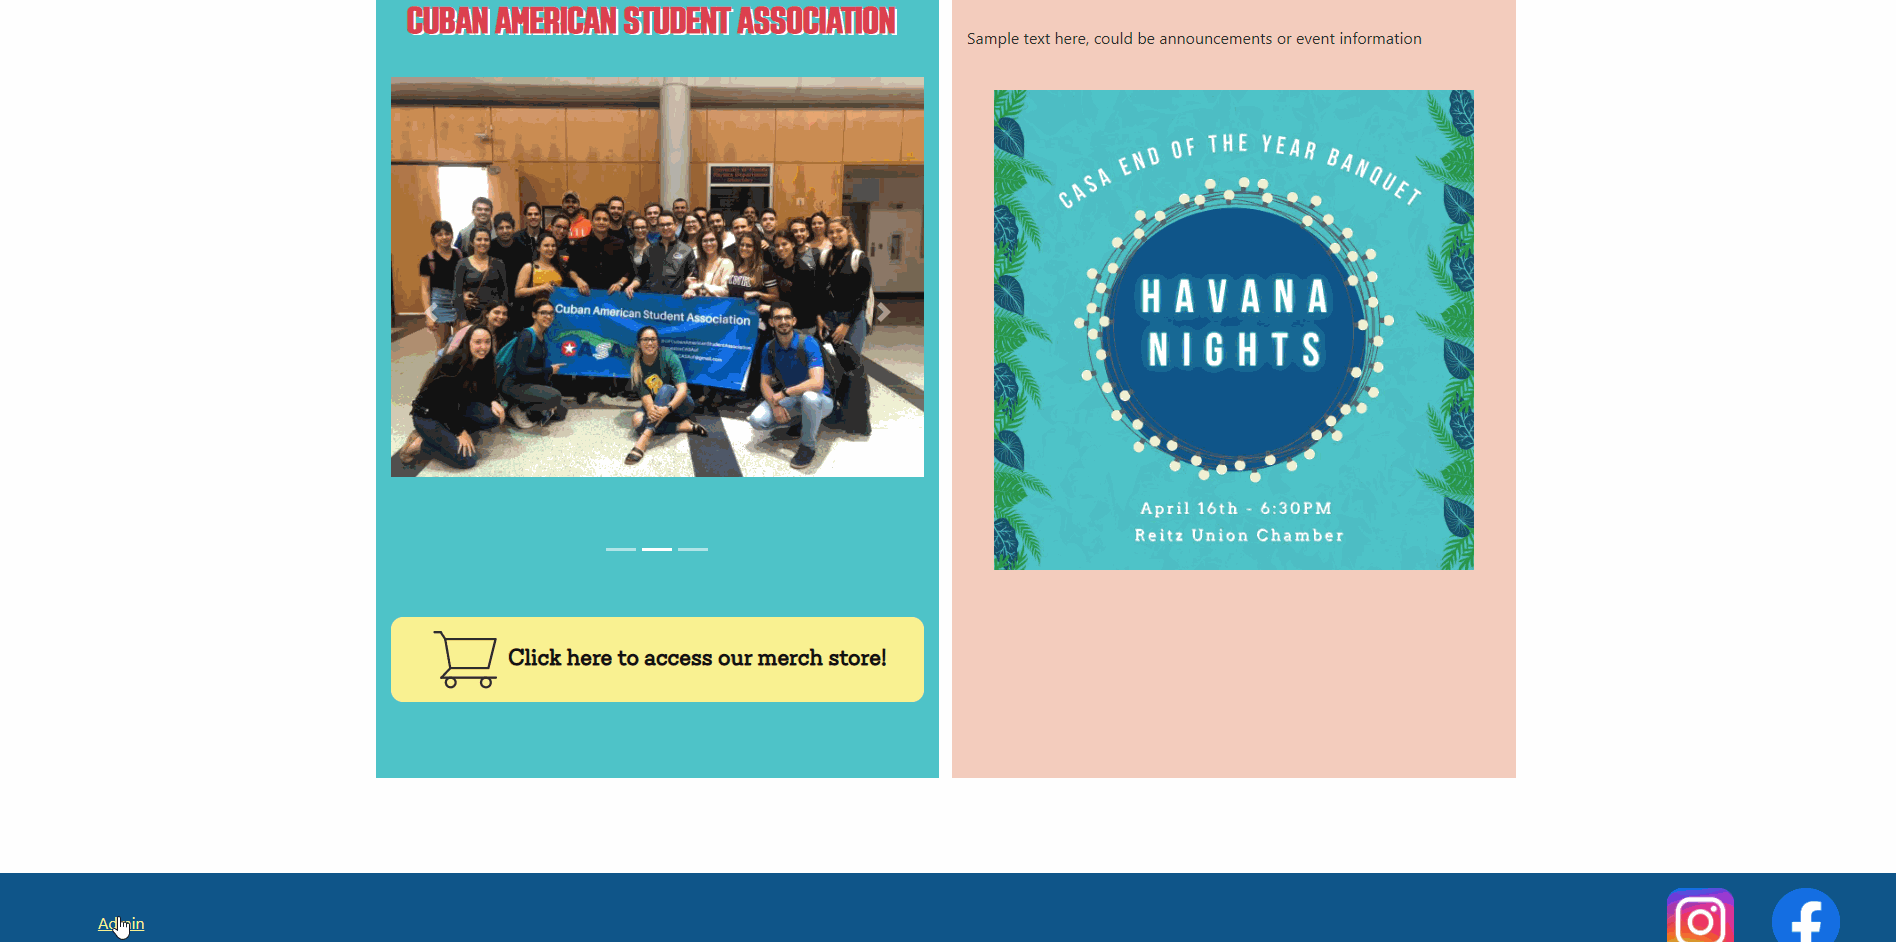 CUBAN AMERICAN STUDENT ASSOCIATION
Cuban American Student Association
CASA
Click here to access our merch store!
Sample text here, could be announcements or event information
CASA END OF THE YEAR BANQUET
HAVANA
NIGHTS
April 16th - 6:30PM
Reitz Union Chamber
Admin